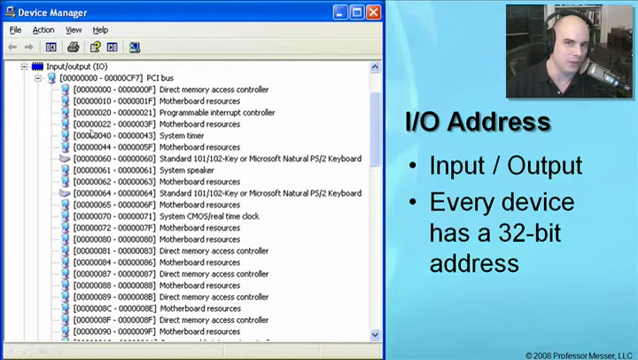 Device Manager
File Action View Help
Input/output (IO)
[00000000 - 00000CF7] PCI bus
[00000000 - 0000000F] Direct memory access controller
[00000010 - 0000001F] Motherboard resources
[00000020 - 00000021] Programmable interrupt controller
[00000022 - 0000003F] Motherboard resources
[00000040 - 00000043] System timer
[00000044 - 0000005F] Motherboard resources
[00000060 - 00000060] Standard 101/102-Key or Microsoft Natural PS/2 Keyboard
[00000061 - 00000061] System speaker
[00000062 - 00000063] Motherboard resources
[00000064 - 00000064] Standard 101/102-Key or Microsoft Natural PS/2 Keyboard
[00000065 - 0000006F] Motherboard resources
[00000070 - 00000071] System CMOS/real time clock
[00000072 - 0000007F] Motherboard resources
[00000080 - 00000080] Motherboard resources
[00000081 - 00000083] Direct memory access controller
[00000084 - 00000086] Motherboard resources
[00000087 - 00000087] Direct memory access controller
[00000088 - 00000088] Motherboard resources
[00000089 - 0000008B] Direct memory access controller
[0000008C - 0000008E] Motherboard resources
[0000008F - 0000008F] Direct memory access controller
[00000090 - 0000009F] Motherboard resources
I/O Address
• Input / Output
• Every device
has a 32-bit
address
© 2008 Professor Messer, LLC